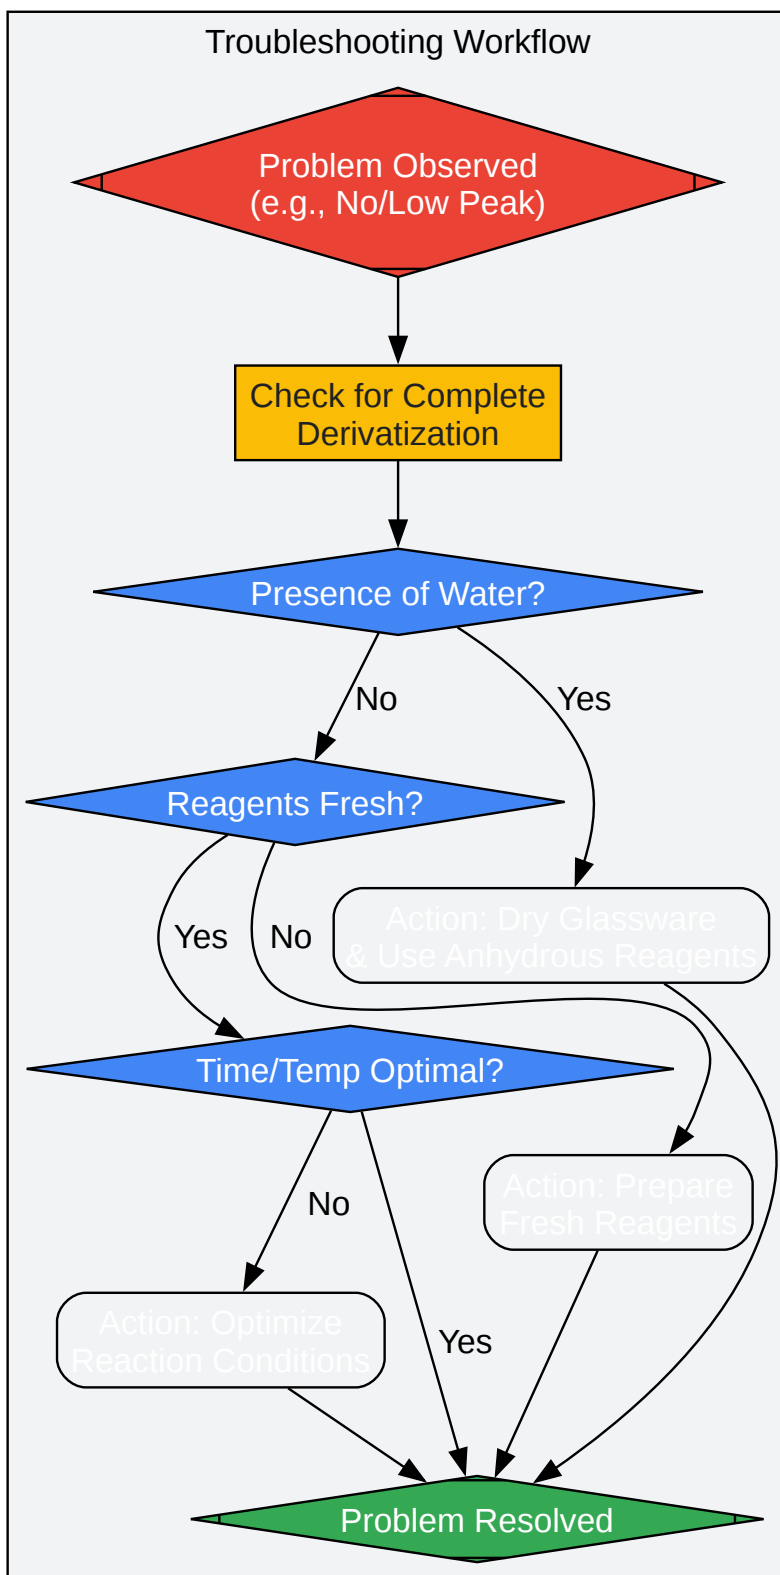 Troubleshooting Workflow
Problem Observed
(e.g., No/Low Peak)
Check for Complete
Derivatization
Presence of Water?
No
Yes
Reagents Fresh?
Action: Dry Glassware
& Use Anhydrous Reagents
Yes
No
Time/Temp Optimal?
Action: Prepare
Fresh Reagents
No
Action: Optimize
Reaction Conditions
Yes
Problem Resolved